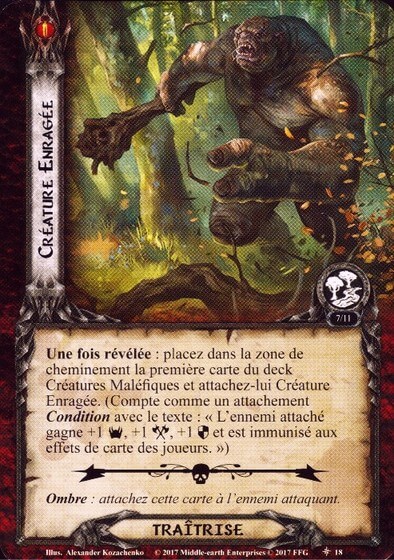 CRÉATURE ENRAGÉE
7/11
Une fois révélée : placez dans la zone de
cheminement la première carte du deck
Créatures Maléfiques et attachez-lui Créature
Enragée. (Compte comme un attachement
Condition avec le texte : « L'ennemi attaché
gagne +1, +1, +1 et est immunisé aux
effets de carte des joueurs. »)
Ombre : attachez cette carte à l'ennemi attaquant.
TRAÎTRISE
Illus. Alexander Kozachenko © 2017 Middle-earth Enterprises © 2017 FFG 18